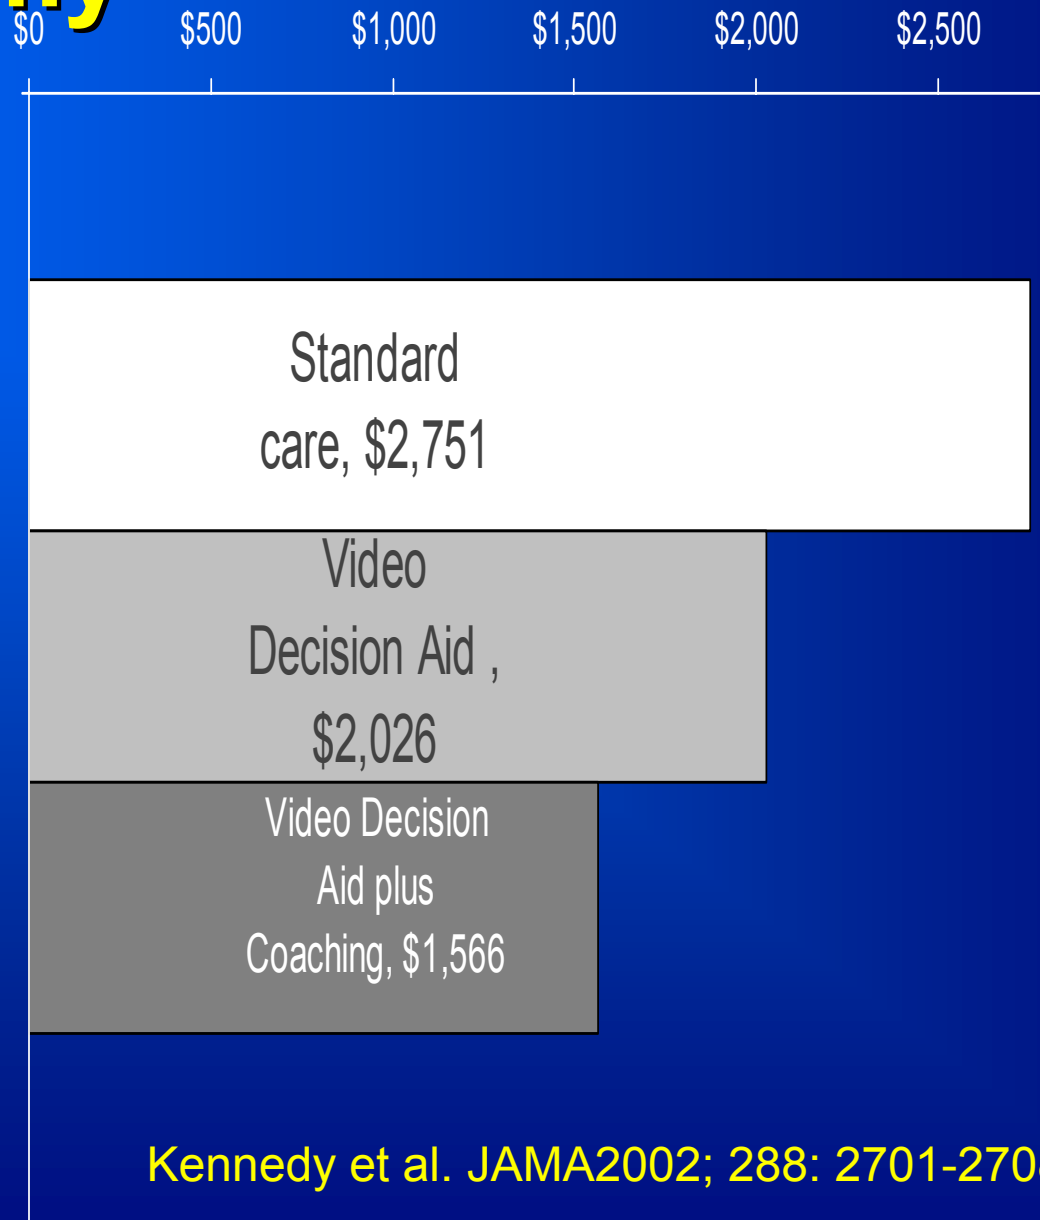 $0 $500 $1,000 $1,500 $2,000 $2,500
Standard
care, $2,751
Video
Decision Aid ,
$2,026
Video Decision
Aid plus
Coaching, $1,566
Kennedy et al. JAMA2002; 288: 2701-270